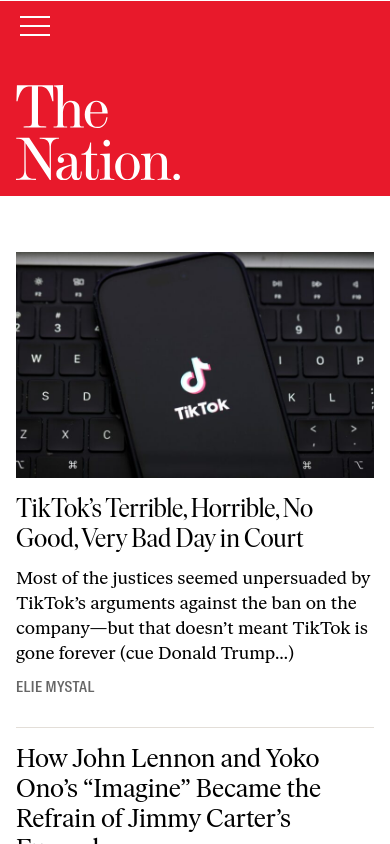 The
Nation.
TikTok
TikTok’s Terrible, Horrible, No
Good, Very Bad Day in Court
Most of the justices seemed unpersuaded by
TikTok’s arguments against the ban on the
company—but that doesn’t meant TikTok is
gone forever (cue Donald Trump…)
ELIE MYSTAL
How John Lennon and Yoko
Ono’s “Imagine” Became the
Refrain of Jimmy Carter’s